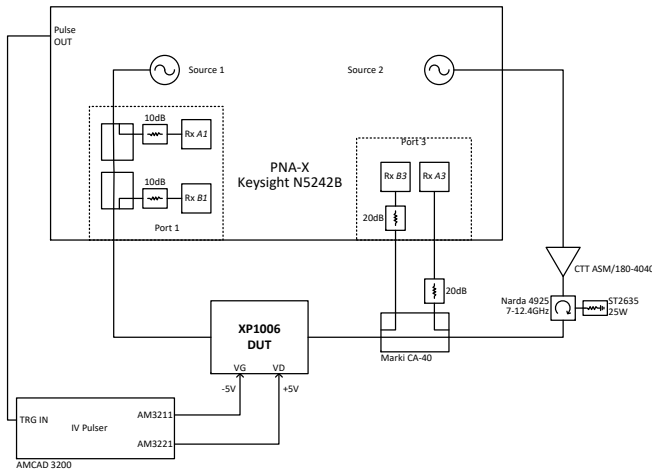 Pulse
OUT
Source 1
Source 2
10dB
Rx A1
10dB
Rx B1
Port 1
PNA-X
Keysight N5242B
Port 3
Rx B3
Rx A3
20dB
20dB
CTT ASM/180-4040
Narda 4925
7-12.4GHz
ST2635
25W
Marki CA-40
XP1006
DUT
VG
VD
-5V
+5V
TRG IN
IV Pulser
AM3211
AM3221
AMCAD 3200